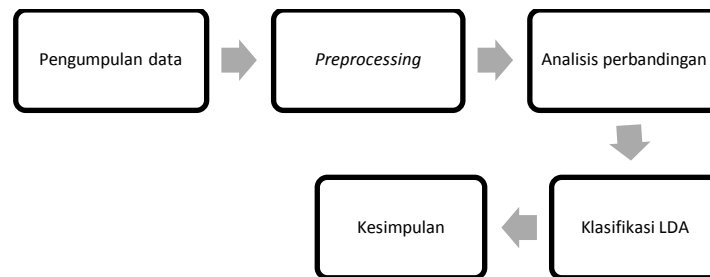 Pengumpulan data
Preprocessing
Analisis perbandingan
Klasifikasi LDA
Kesimpulan